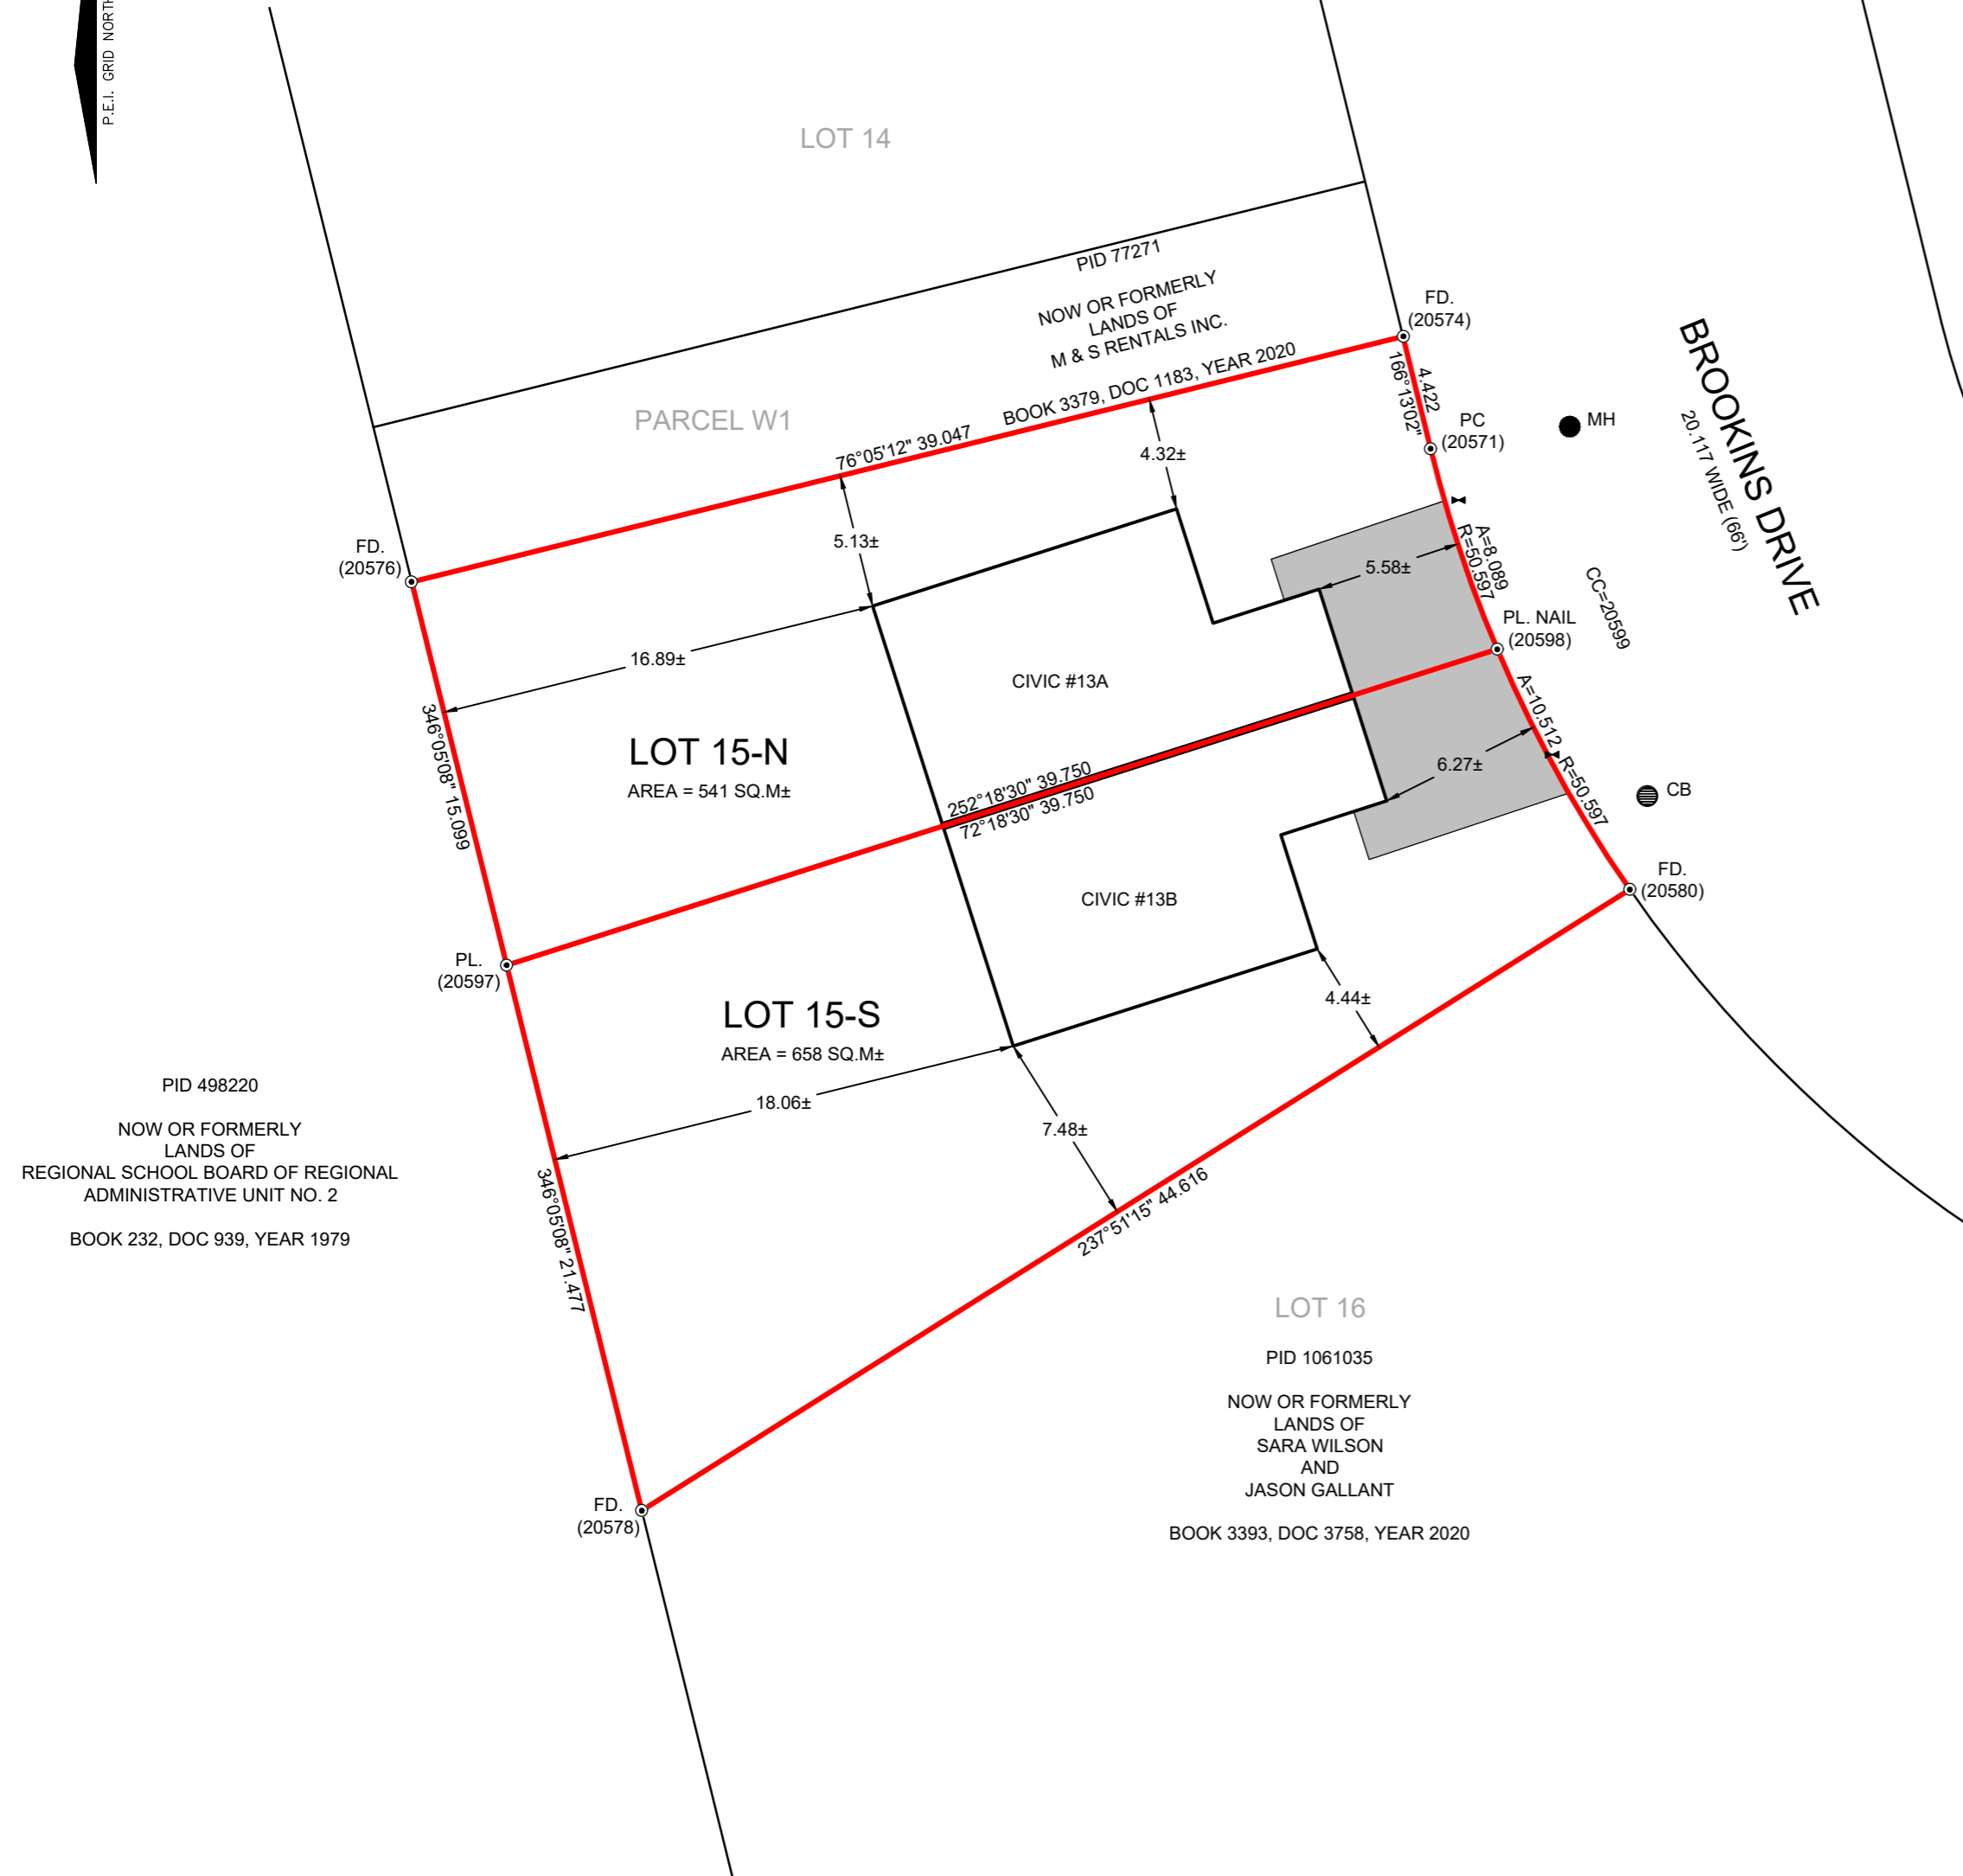 P.E.I. GRID NORTH
LOT 14
PID 77271
NOW OR FORMERLY
LANDS OF
M & S RENTALS INC.
BOOK 3379, DOC 1183, YEAR 2020
PARCEL W1
76°05'12" 39.047
FD.
(20574)
4.422
166°13'02"
PC
(20571)
MH
BROOKINS DRIVE
20.117 WIDE (66')
4.32±
5.13±
FD.
(20576)
5.58±
A=8.089
R=50.597
CC=20599
PL. NAIL
(20598)
16.89±
CIVIC #13A
346°05'08" 15.099
LOT 15-N
AREA = 541 SQ.M±
252°18'30" 39.750
72°18'30" 39.750
A=10.512
R=50.597
6.27±
CB
FD.
(20580)
CIVIC #13B
PL.
(20597)
LOT 15-S
AREA = 658 SQ.M±
4.44±
18.06±
7.48±
PID 498220
NOW OR FORMERLY
LANDS OF
REGIONAL SCHOOL BOARD OF REGIONAL
ADMINISTRATIVE UNIT NO. 2
BOOK 232, DOC 939, YEAR 1979
346°05'08" 21.477
237°51'15" 44.616
LOT 16
PID 1061035
NOW OR FORMERLY
LANDS OF
SARA WILSON
AND
JASON GALLANT
BOOK 3393, DOC 3758, YEAR 2020
FD.
(20578)